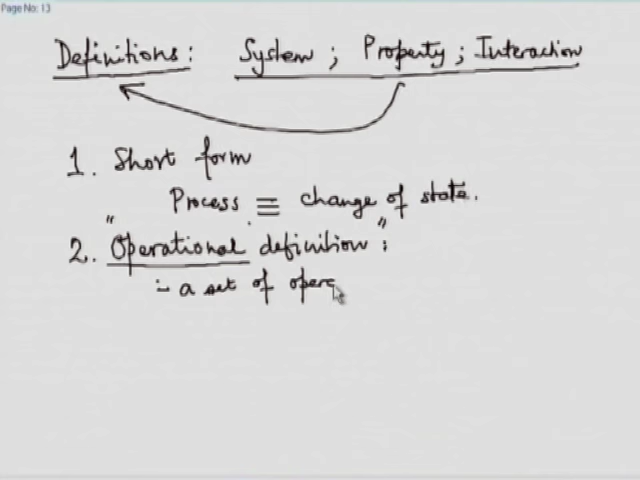 Page No: 13
Definitions: System ; Property ; Interaction
1. Short form
Process ≡ change of state.
2. "Operational definition":
- a set of opera